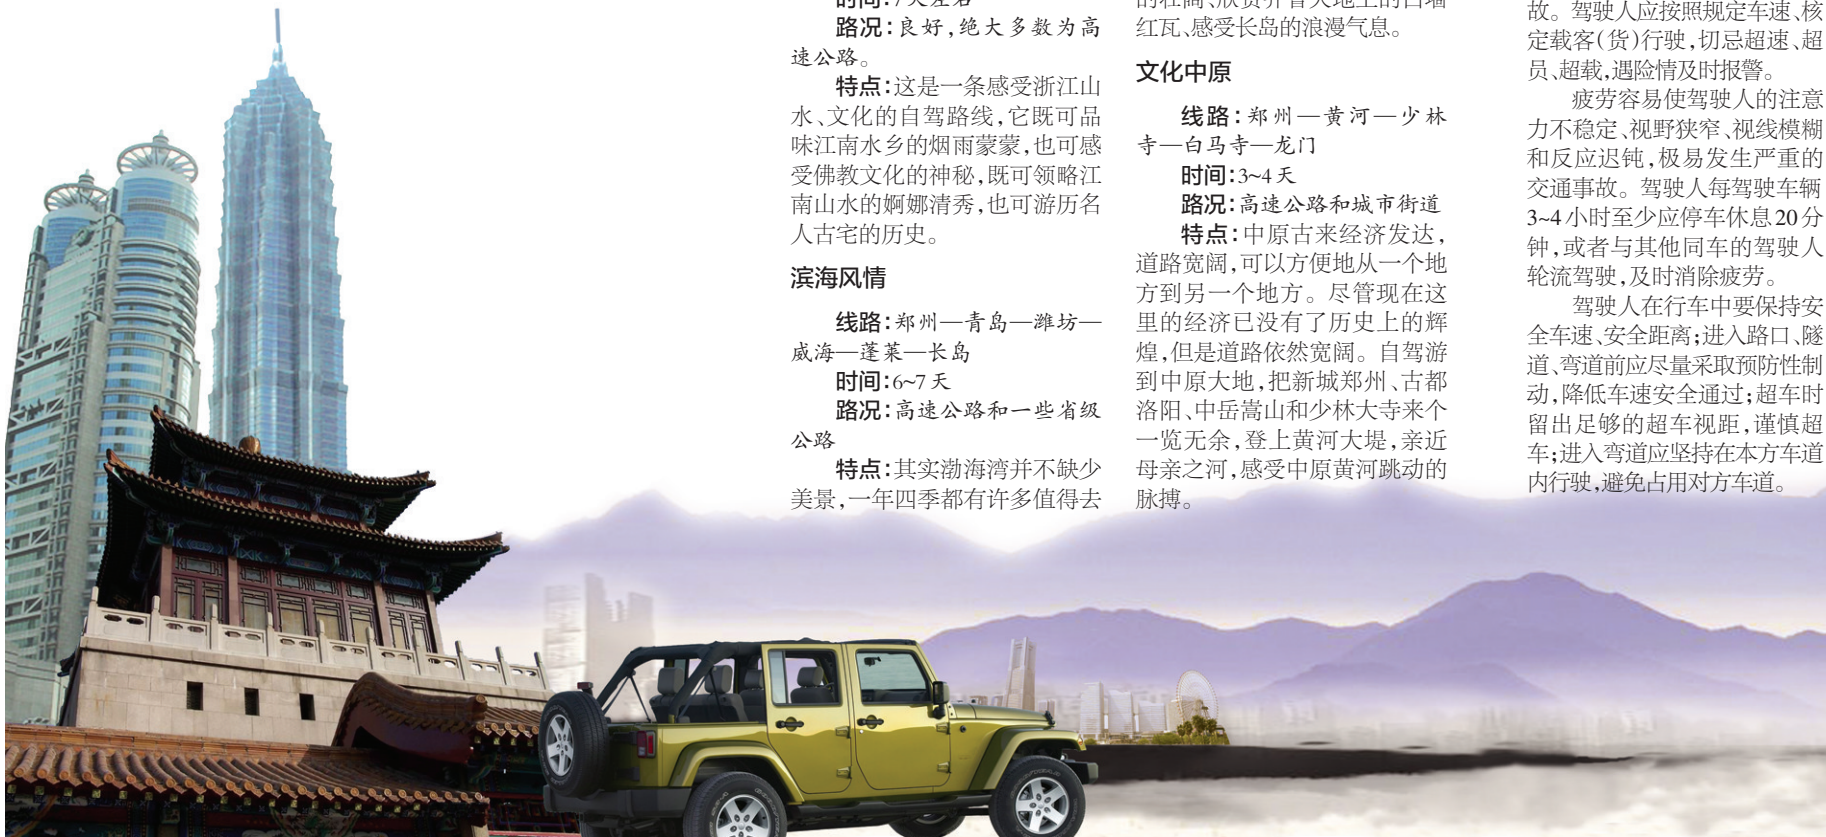 路况：良好，绝大多数为高
速公路。
特点：这是一条感受浙江山
水、文化的自驾路线，它既可品
味江南水乡的烟雨蒙蒙，也可感
受佛教文化的神秘，既可领略江
南山水的婀娜清秀，也可游历名
人古宅的历史。
滨海风情
线路：郑州—青岛—潍坊—
威海—蓬莱—长岛
时间：6~7天
路况：高速公路和一些省级
公路
特点：其实渤海湾并不缺少
美景，一年四季都有许多值得去
红瓦、感受长岛的浪漫气息。
文化中原
线路：郑州—黄河—少林
寺—白马寺—龙门
时间：3~4天
路况：高速公路和城市街道
特点：中原古来经济发达，
道路宽阔，可以方便地从一个地
方到另一个地方。尽管现在这
里的经济已没有了历史上的辉
煌，但是道路依然宽阔。自驾游
到中原大地，把新城郑州、古都
洛阳、中岳嵩山和少林大寺来个
一览无余，登上黄河大堤，亲近
母亲之河，感受中原黄河跳动的
脉搏。
故。驾驶人应按照规定车速、核
定载客（货）行驶，切忌超速、超
员、超载，遇险情及时报警。
疲劳容易使驾驶人的注意
力不稳定、视野狭窄、视线模糊
和反应迟钝，极易发生严重的
交通事故。驾驶人每驾驶车辆
3~4小时至少应停车休息20分
钟，或者与其他同车的驾驶人
轮流驾驶，及时消除疲劳。
驾驶人在行车中要保持安
全车速、安全距离；进入路口、隧
道、弯道前应尽量采取预防性制
动，降低车速安全通过；超车时
留出足够的超车视距，谨慎超
车；进入弯道应坚持在本方车道
内行驶，避免占用对方车道。